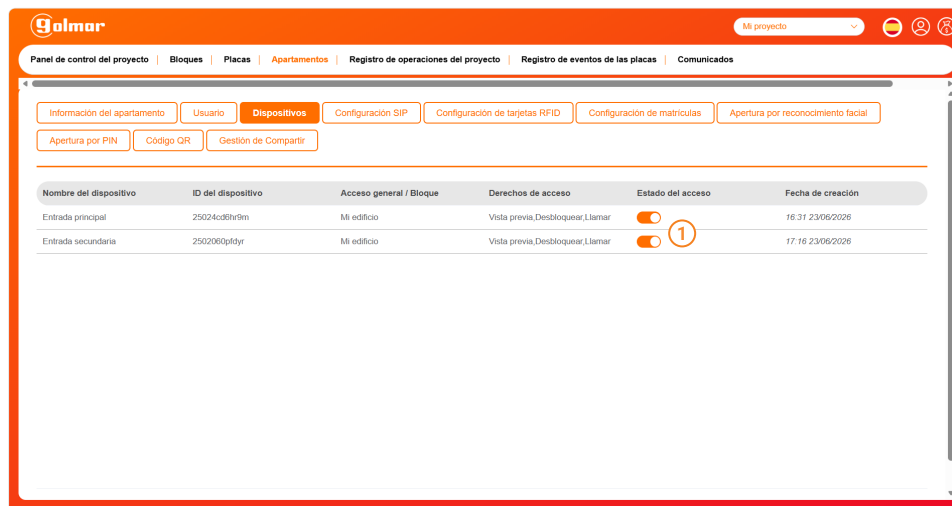 golmar
Mi proyecto
Panel de control del proyecto | Bloques | Placas | Apartamentos | Registro de operaciones del proyecto | Registro de eventos de las placas | Comunicados
Información del apartamento Usuario Dispositivos Configuración SIP Configuración de tarjetas RFID Configuración de matrículas Apertura por reconocimiento facial
Apertura por PIN Código QR Gestión de Compartir
Nombre del dispositivo ID del dispositivo Acceso general / Bloque Derechos de acceso Estado del acceso Fecha de creación
Entrada principal 25024cd6hr9m Mi edificio Vista previa,Desbloquear,Llamar 16:31 23/06/2026
1
Entrada secundaria 2502060pfdyr Mi edificio Vista previa,Desbloquear,Llamar 17:16 23/06/2026